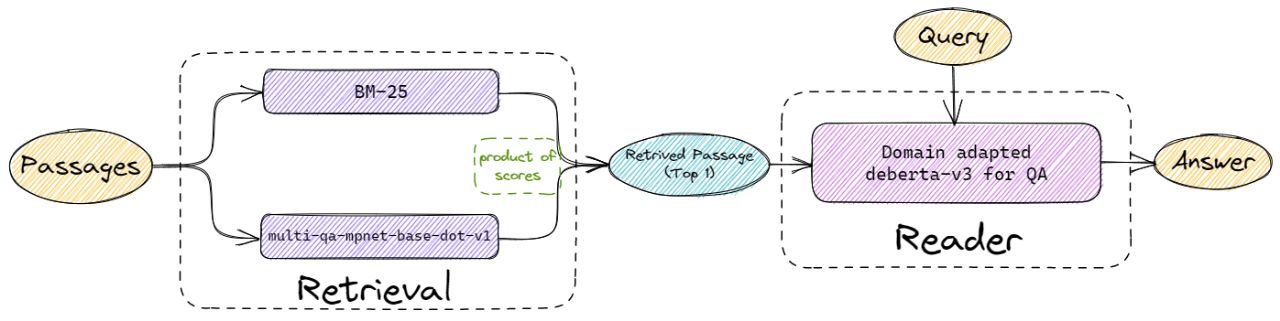 Query
BM-25
Passages
product of
scores
Retrived Passage
(Top 1)
Domain adapted
deberta-v3 for QA
Answer
multi-qa-mpnet-base-dot-v1
Reader
Retrieval